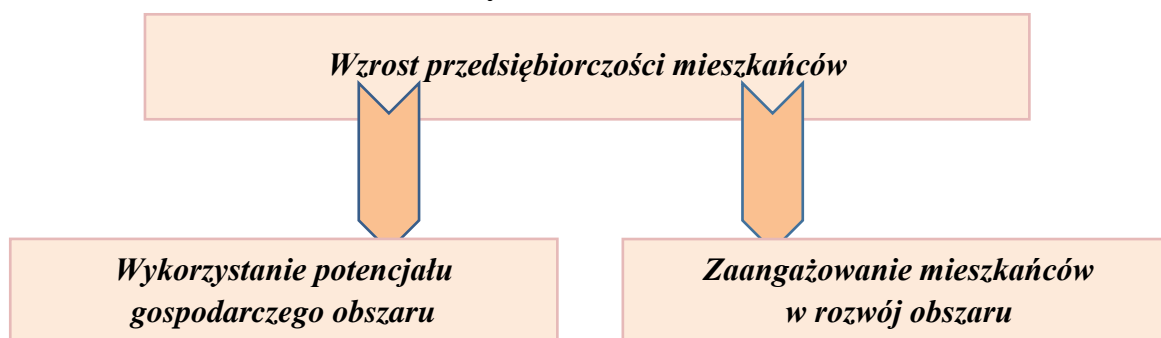 Wzrost przedsiębiorczości mieszkańców
Wykorzystanie potencjału
gospodarczego obszaru
Zaangażowanie mieszkańców
w rozwój obszaru